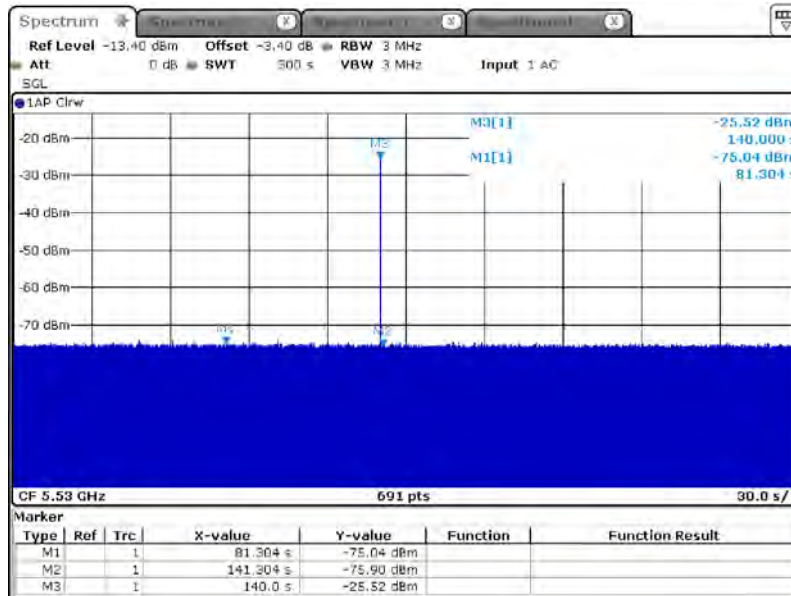 Spectrum
Ref Level -13.40 dBm Offset -3.40 dB RBW 3 MHz
Att 0 dB SWT 300 s VBW 3 MHz Input 1 AC
SGL
1AP Clrw
M3[1] -25.52 dBm
140.000 s
M1[1] -75.04 dBm
81.304 s
-20 dBm
M3
-30 dBm
-40 dBm
-50 dBm
-60 dBm
-70 dBm
M2
CF 5.53 GHz 691 pts 30.0 s/
Marker
Type Ref Trc X-value Y-value Function Function Result
M1 1 81.304 s -75.04 dBm
M2 1 141.304 s -75.90 dBm
M3 1 140.0 s -25.52 dBm